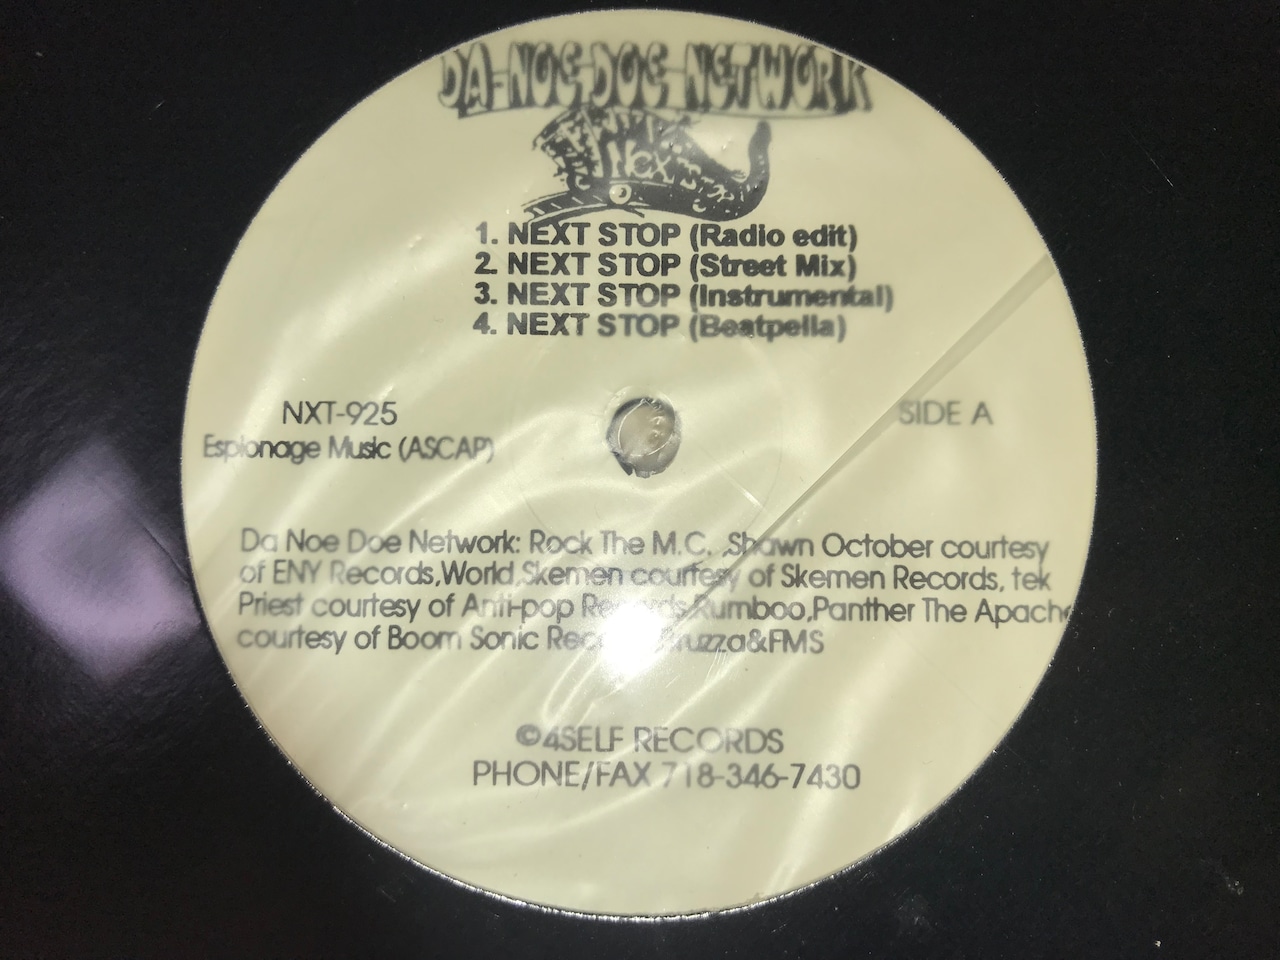 DA-NOE-DOE-NETWORK
1. NEXT STOP (Radio edit)
2. NEXT STOP (Street Mix)
3. NEXT STOP (Instrumental)
4. NEXT STOP (Beatpella)
NXT-925
SIDE A
Espionage Music (ASCAP)
Da Noe Doe Network: Rock The M.C. ,Shawn October courtesy
of ENY Records,World,Skemen courtesy of Skemen Records, tek
Priest courtesy of Anti-pop Records,Rumboo,Panther The Apache
courtesy of Boom Sonic &FMS
©4SELF RECORDS
PHONE/FAX 718-346-7430